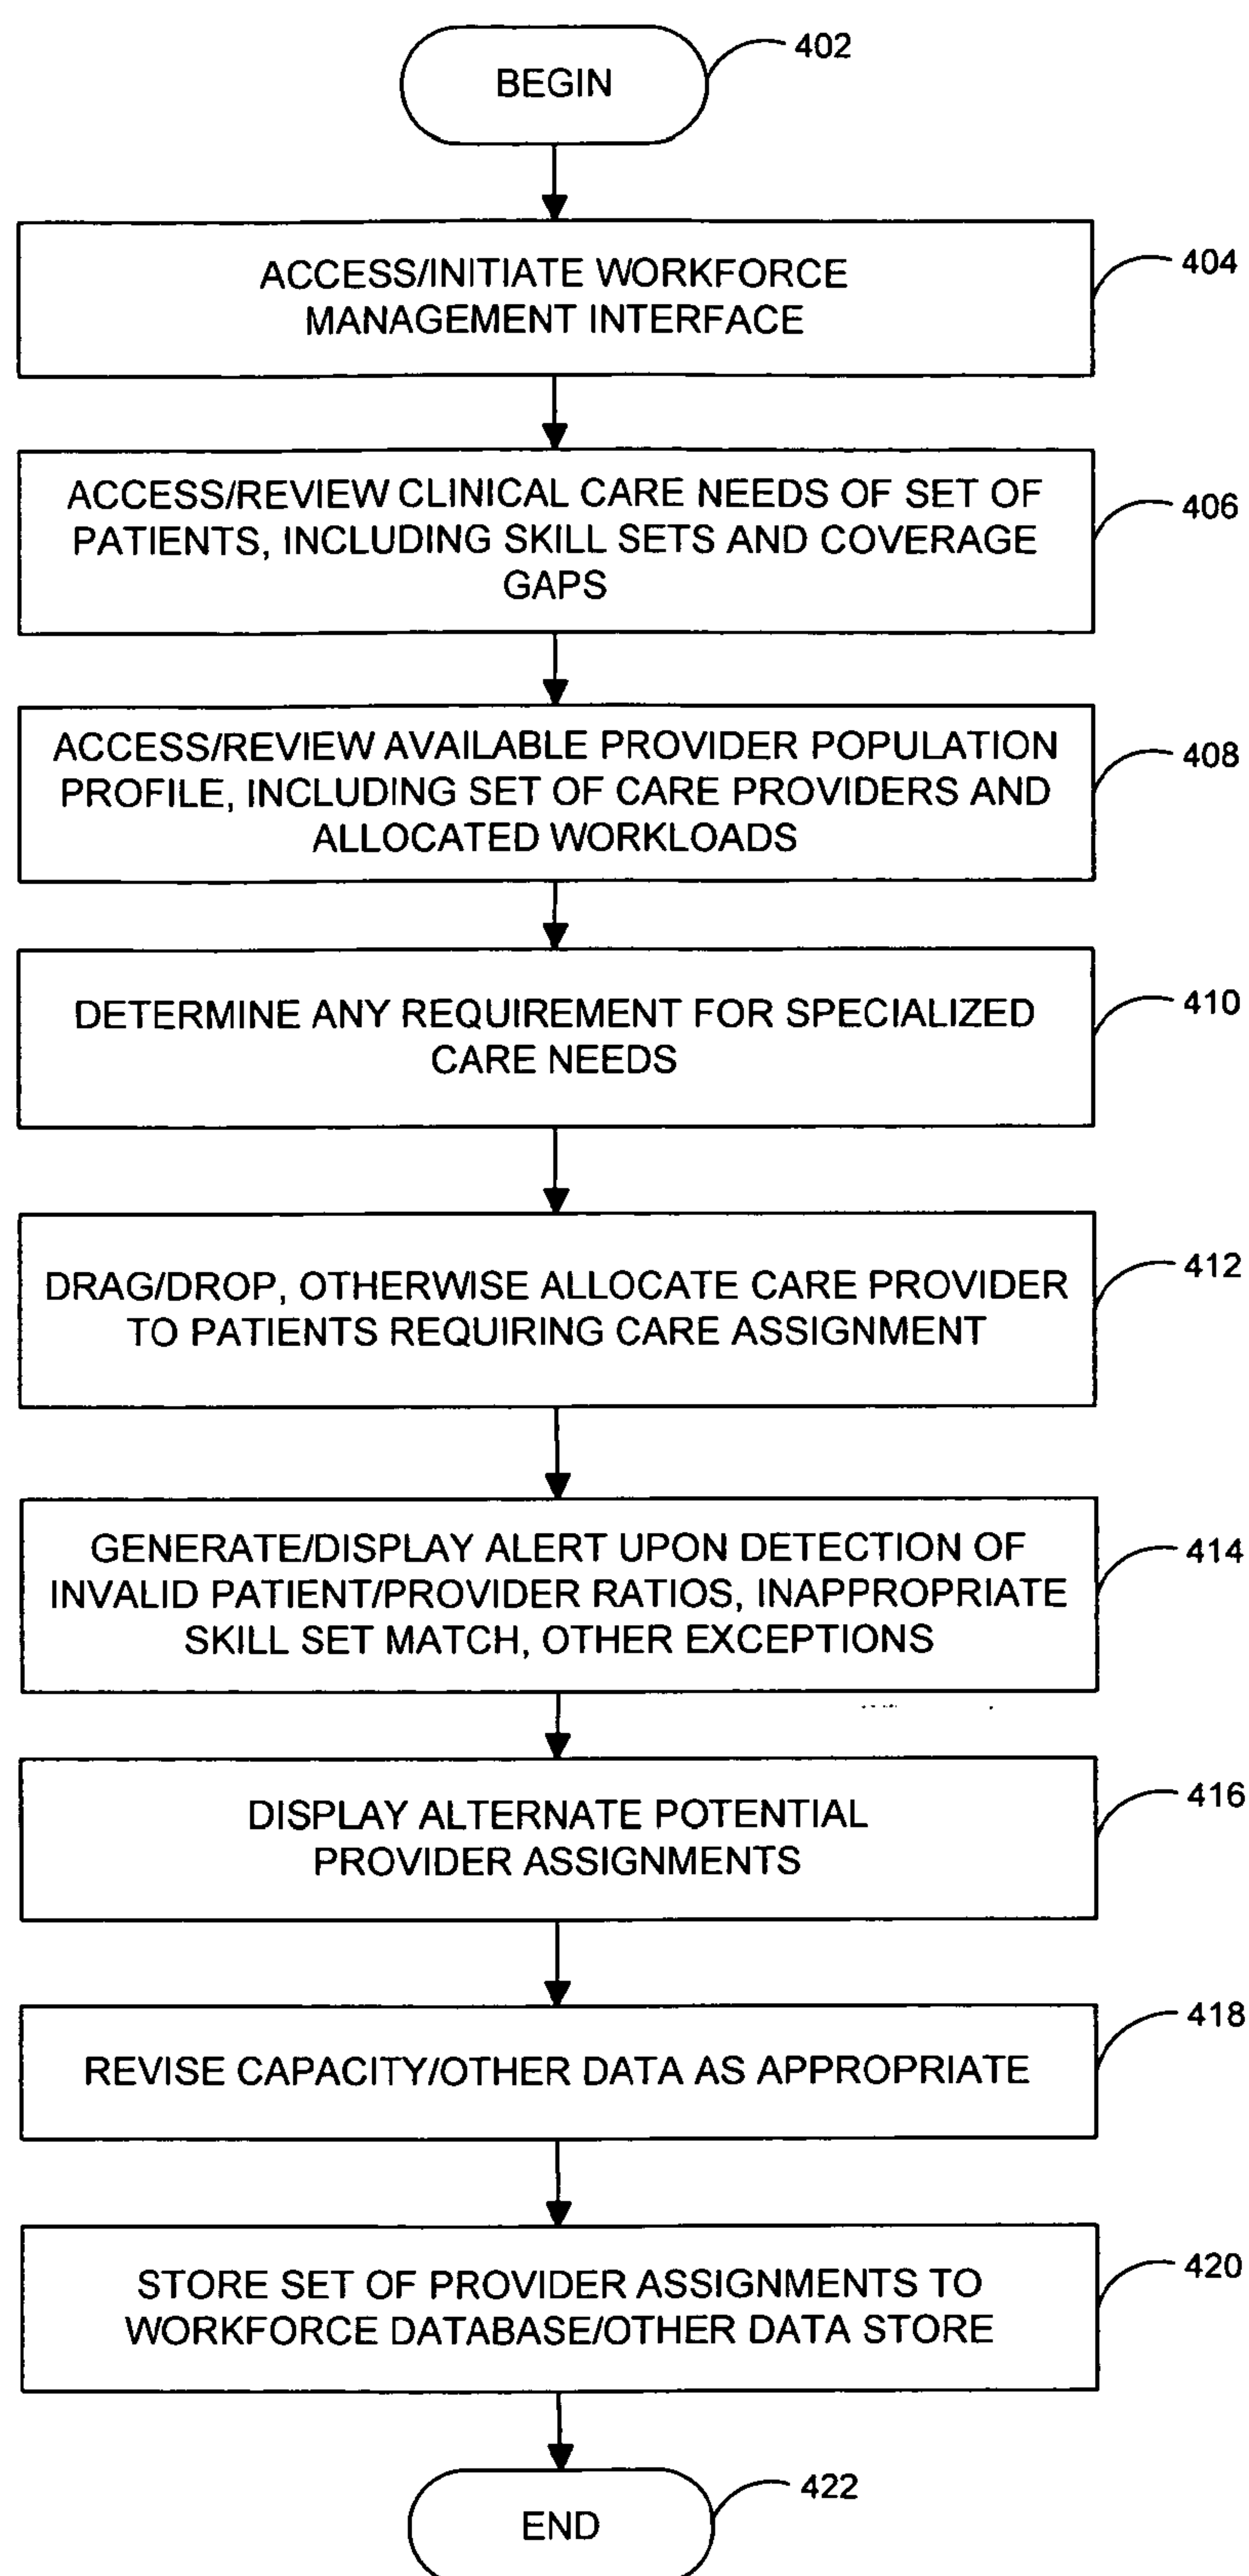 BEGIN
402
ACCESS/INITIATE WORKFORCE
MANAGEMENT INTERFACE
404
ACCESS/REVIEW CLINICAL CARE NEEDS OF SET OF
PATIENTS, INCLUDING SKILL SETS AND COVERAGE
GAPS
406
ACCESS/REVIEW AVAILABLE PROVIDER POPULATION
PROFILE, INCLUDING SET OF CARE PROVIDERS AND
ALLOCATED WORKLOADS
408
DETERMINE ANY REQUIREMENT FOR SPECIALIZED
CARE NEEDS
410
DRAG/DROP, OTHERWISE ALLOCATE CARE PROVIDER
TO PATIENTS REQUIRING CARE ASSIGNMENT
412
GENERATE/DISPLAY ALERT UPON DETECTION OF
INVALID PATIENT/PROVIDER RATIOS, INAPPROPRIATE
SKILL SET MATCH, OTHER EXCEPTIONS
414
DISPLAY ALTERNATE POTENTIAL
PROVIDER ASSIGNMENTS
416
REVISE CAPACITY/OTHER DATA AS APPROPRIATE
418
STORE SET OF PROVIDER ASSIGNMENTS TO
WORKFORCE DATABASE/OTHER DATA STORE
420
END
422